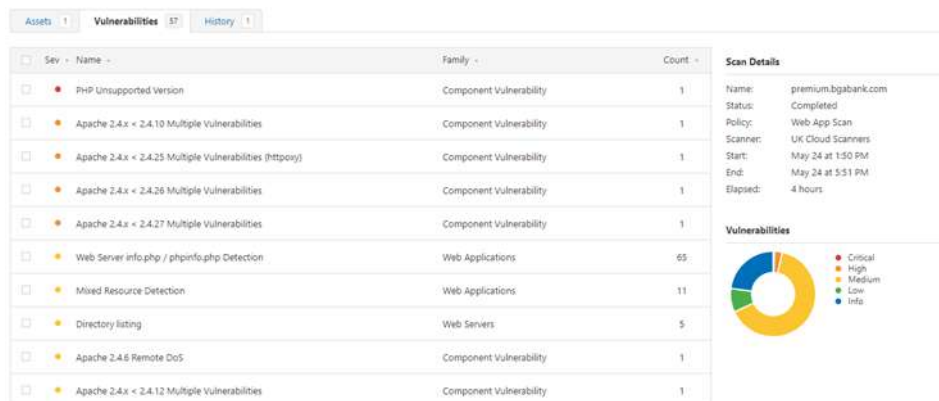 Assets 1 Vulnerabilities 57 History 1
Sev Name Family Count
PHP Unsupported Version Component Vulnerability 1
Apache 2.4.x < 2.4.10 Multiple Vulnerabilities Component Vulnerability 1
Apache 2.4.x < 2.4.25 Multiple Vulnerabilities (httpoxy) Component Vulnerability 1
Apache 2.4.x < 2.4.26 Multiple Vulnerabilities Component Vulnerability 1
Apache 2.4.x < 2.4.27 Multiple Vulnerabilities Component Vulnerability 1
Web Server info.php / phpinfo.php Detection Web Applications 65
Mixed Resource Detection Web Applications 11
Directory listing Web Servers 5
Apache 2.4.6 Remote DoS Component Vulnerability 1
Apache 2.4.x < 2.4.12 Multiple Vulnerabilities Component Vulnerability 1
Scan Details
Name: premium.bgabank.com
Status: Completed
Policy: Web App Scan
Scanner: UK Cloud Scanners
Start: May 24 at 1:50 PM
End: May 24 at 5:51 PM
Elapsed: 4 hours
Vulnerabilities
Critical
High
Medium
Low
Info